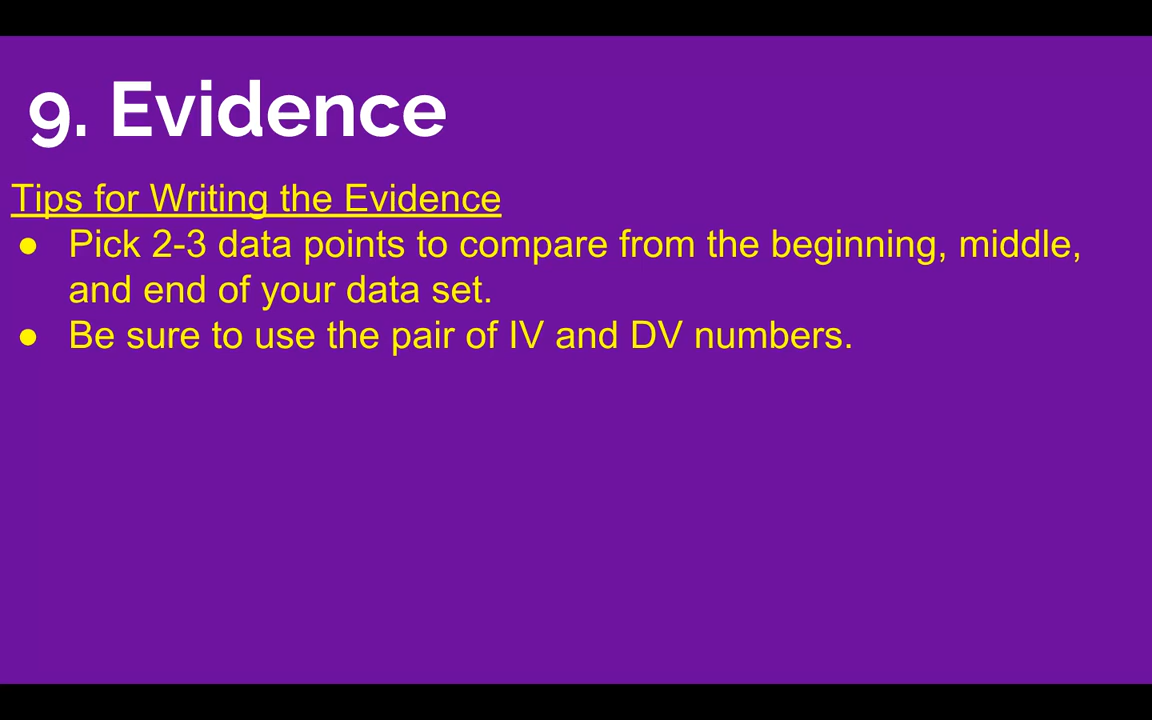 9. Evidence
Tips for Writing the Evidence
● Pick 2-3 data points to compare from the beginning, middle,
and end of your data set.
● Be sure to use the pair of IV and DV numbers.